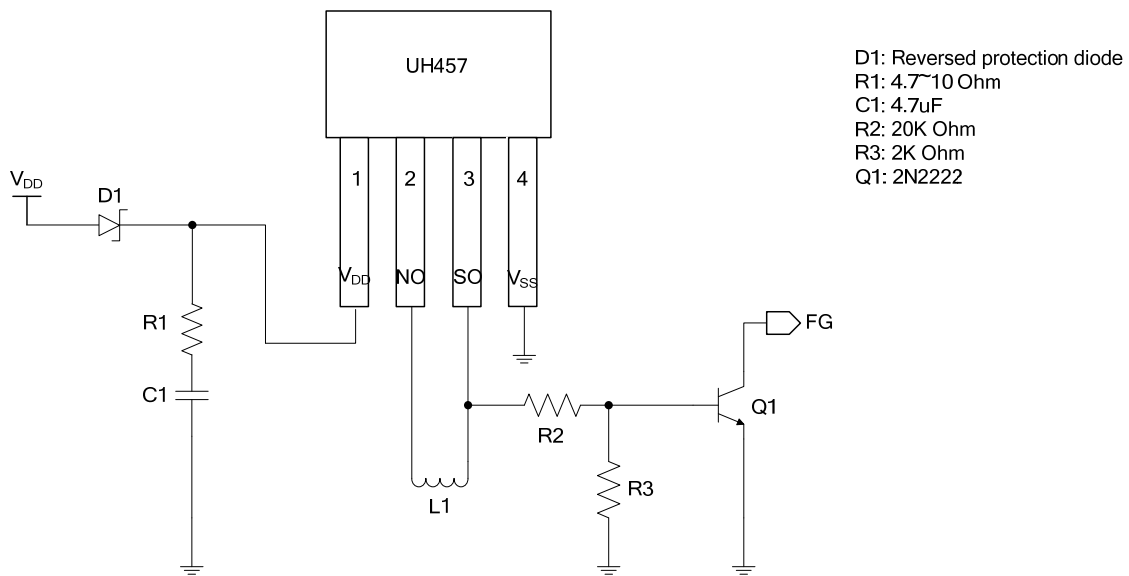 UH457
D1: Reversed protection diode
R1: 4.7~10 Ohm
C1: 4.7uF
R2: 20K Ohm
R3: 2K Ohm
Q1: 2N2222
1
2
3
4
VDD
D1
VDD
NO
SO
VSS
R1
FG
C1
Q1
R2
L1
R3